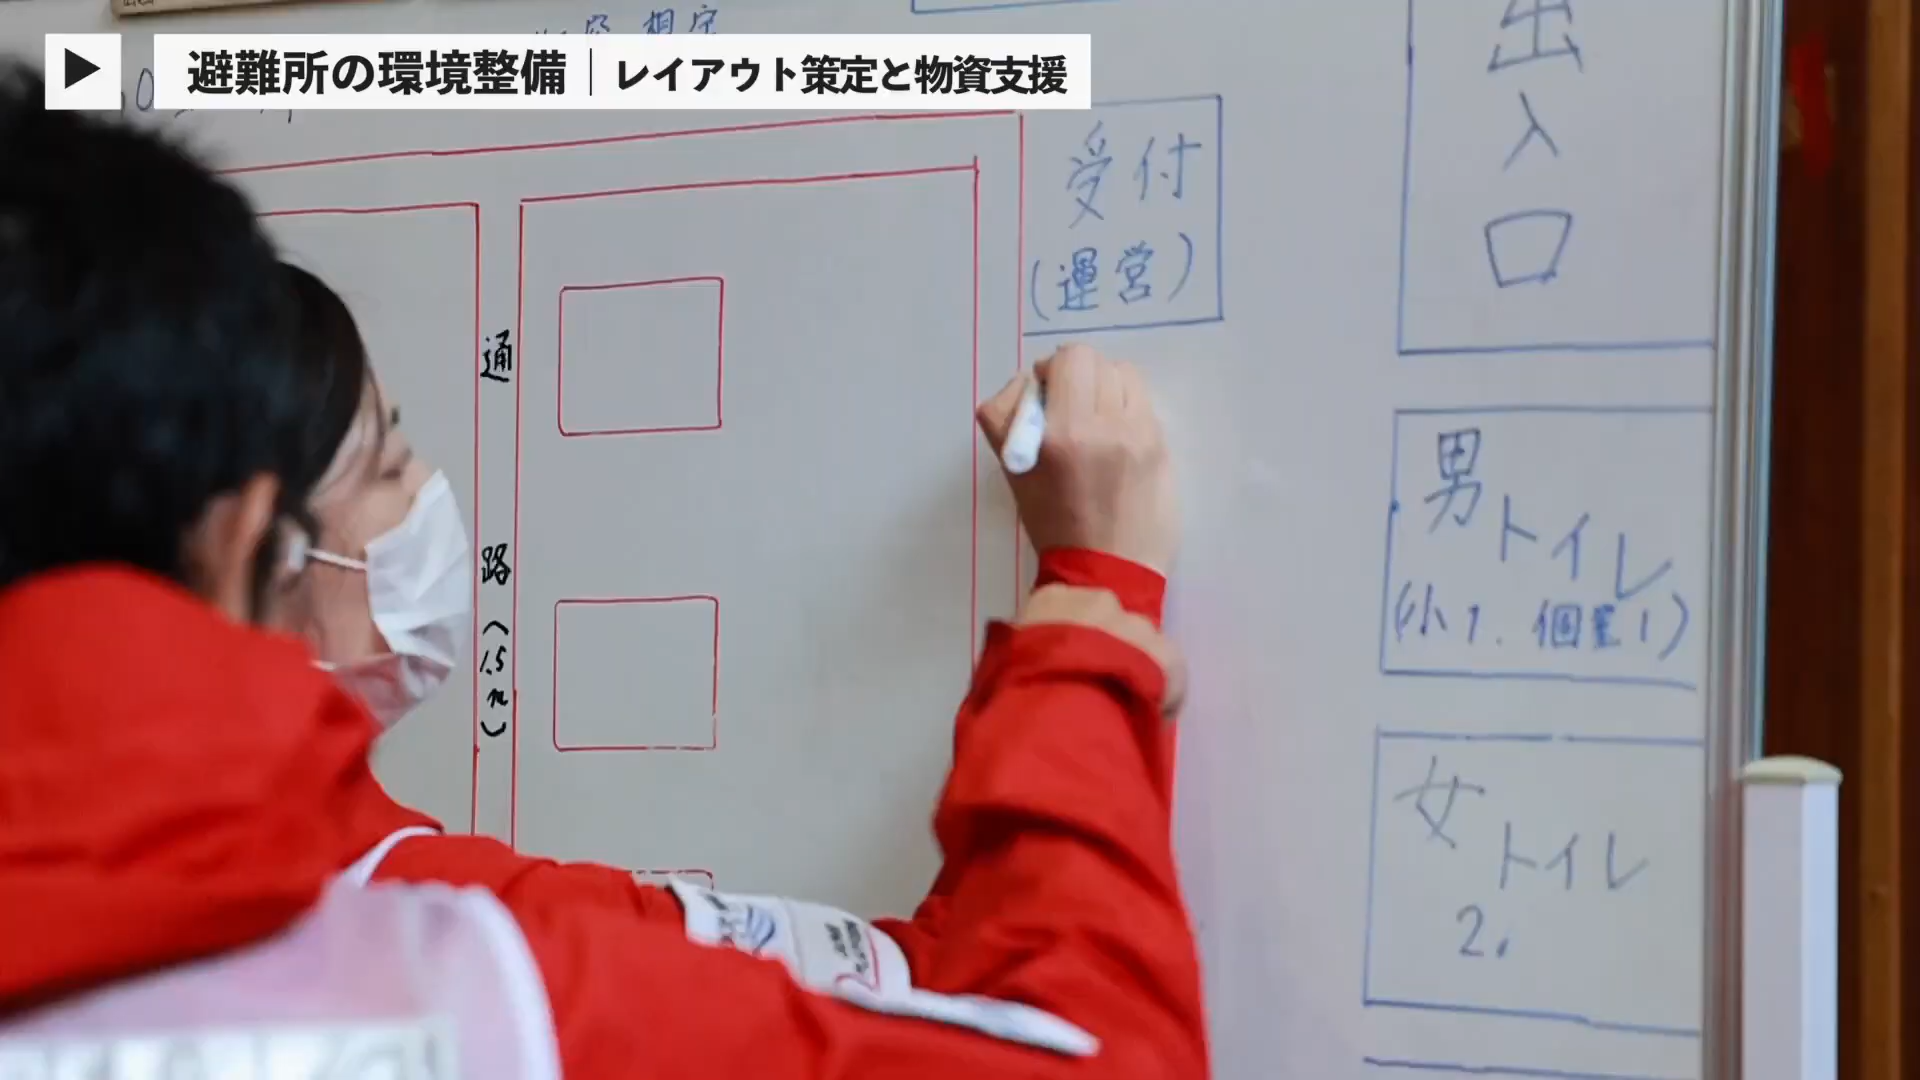 避難所の環境整備｜レイアウト策定と物資支援
出入口
受付
(運営)
通路(1.5m)
男トイレ
(小1. 個室1)
女トイレ
2.